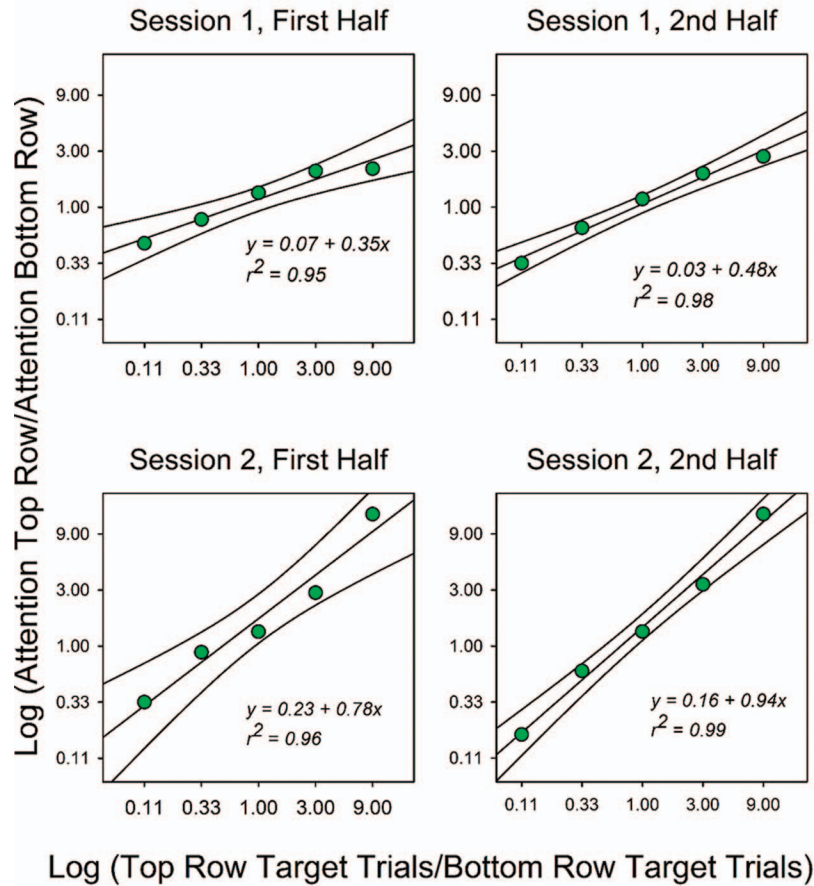 Session 1, First Half
Session 1, 2nd Half
Log (Attention Top Row/Attention Bottom Row)
9.00
3.00
1.00
0.33
0.11
y = 0.07 + 0.35x
r² = 0.95
0.11 0.33 1.00 3.00 9.00
9.00
3.00
1.00
0.33
0.11
y = 0.03 + 0.48x
r² = 0.98
0.11 0.33 1.00 3.00 9.00
Session 2, First Half
Session 2, 2nd Half
9.00
3.00
1.00
0.33
0.11
y = 0.23 + 0.78x
r² = 0.96
0.11 0.33 1.00 3.00 9.00
9.00
3.00
1.00
0.33
0.11
y = 0.16 + 0.94x
r² = 0.99
0.11 0.33 1.00 3.00 9.00
Log (Top Row Target Trials/Bottom Row Target Trials)